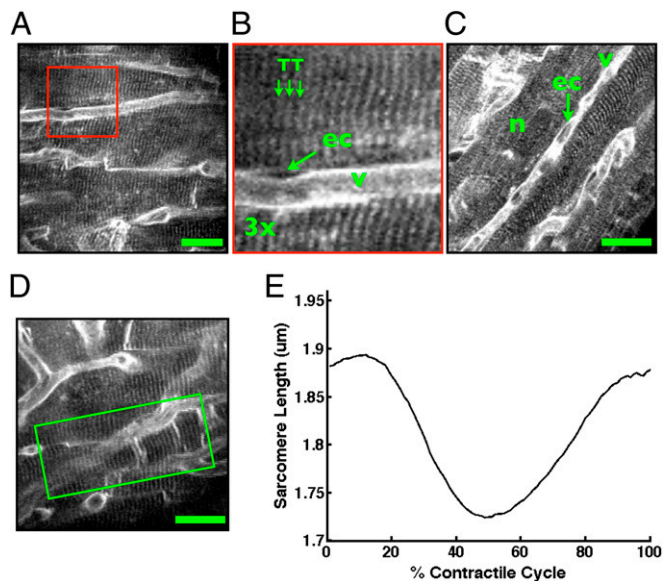 A
B
TT
ec
v
3x
C
v
ec
n
D
E
Sarcomere Length (um)
1.95
1.9
1.85
1.8
1.75
1.7
0 20 40 60 80 100
% Contractile Cycle